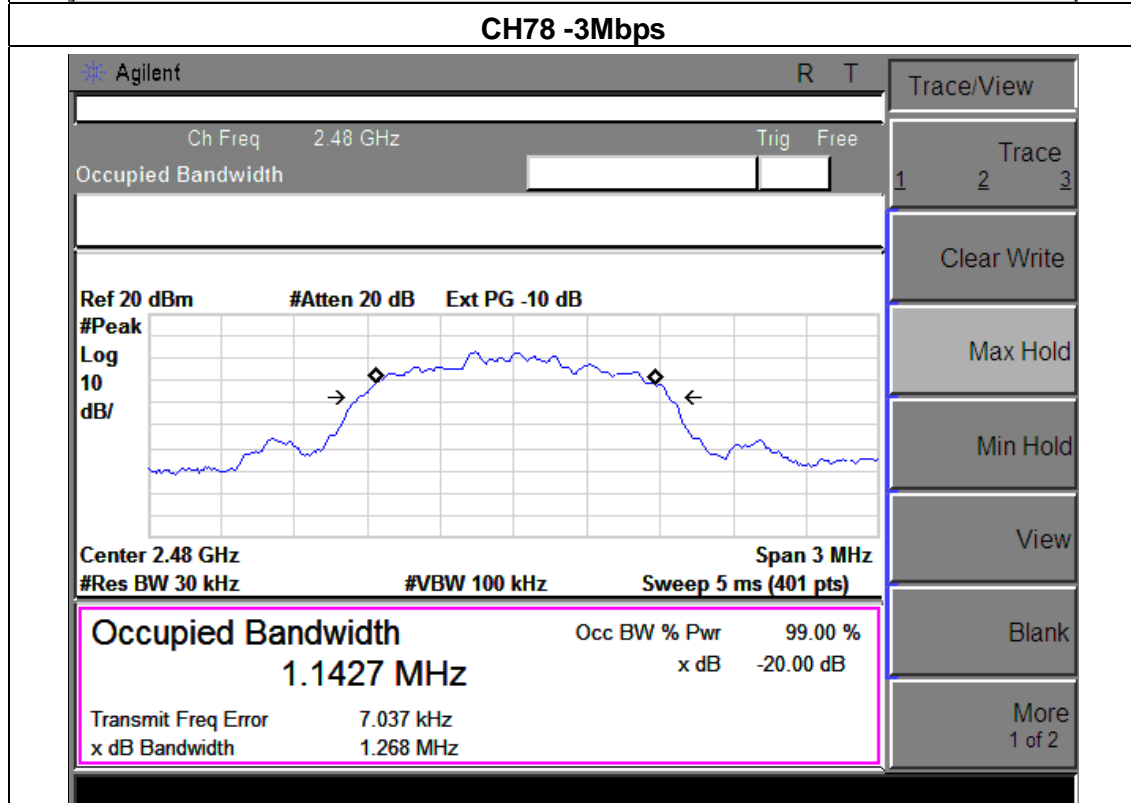 CH78 -3Mbps
Agilent R T
Ch Freq 2.48 GHz Trig Free
Occupied Bandwidth
Ref 20 dBm #Atten 20 dB Ext PG -10 dB
#Peak
Log
10
dB/
Center 2.48 GHz Span 3 MHz
#Res BW 30 kHz #VBW 100 kHz Sweep 5 ms (401 pts)
Occupied Bandwidth Occ BW % Pwr 99.00 %
1.1427 MHz x dB -20.00 dB
Transmit Freq Error 7.037 kHz
x dB Bandwidth 1.268 MHz
Trace/View
Trace
1 2 3
Clear Write
Max Hold
Min Hold
View
Blank
More
1 of 2